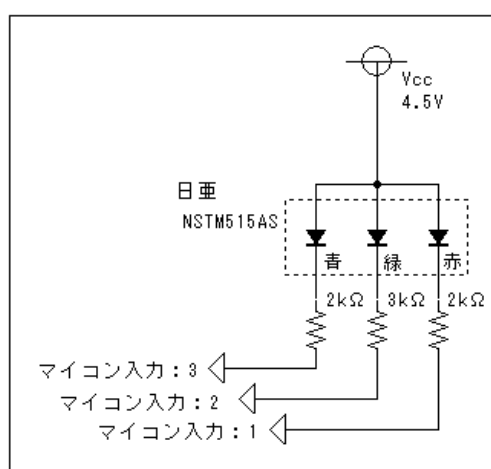 Vcc
4.5V
日亜
NSTM515AS
青 緑 赤
2kΩ 3kΩ 2kΩ
マイコン入力:3
マイコン入力:2
マイコン入力:1